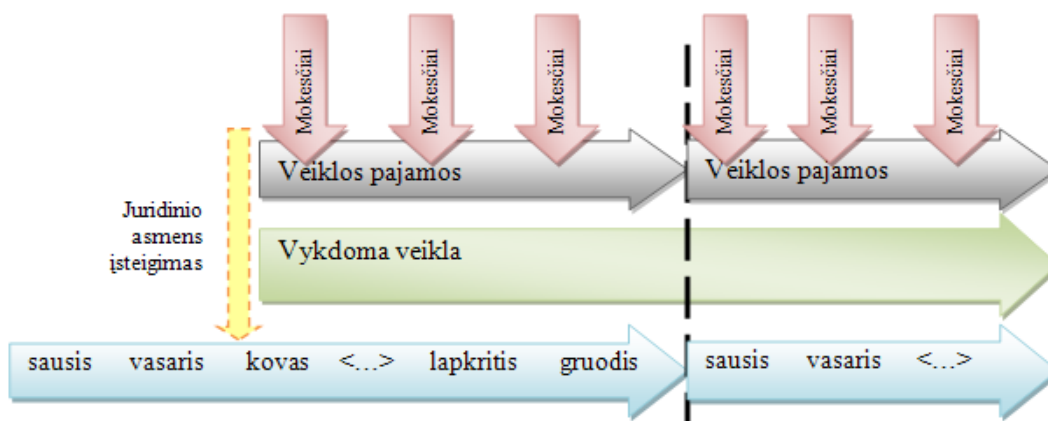 Mokesčiai
Mokesčiai
Mokesčiai
Mokesčiai
Mokesčiai
Mokesčiai
Veiklos pajamos
Veiklos pajamos
Juridinio
asmens
įsteigimas
Vykdoma veikla
sausis vasaris kovas <...> lapkritis gruodis
sausis vasaris <...>